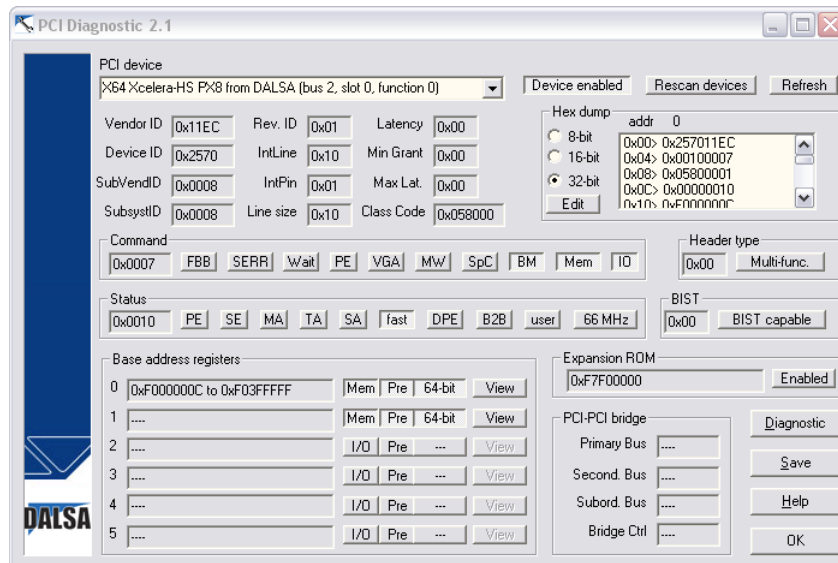 PCI Diagnostic 2.1
PCI device
X64 Xcelera-HS PX8 from DALSA (bus 2, slot 0, function 0)
Device enabled Rescan devices Refresh
Vendor ID 0x11EC Rev. ID 0x01 Latency 0x00
Device ID 0x2570 IntLine 0x10 Min Grant 0x00
SubVendID 0x0008 IntPin 0x01 Max Lat. 0x00
SubsystID 0x0008 Line size 0x10 Class Code 0x058000
Hex dump addr 0
8-bit 0x00> 0x257011EC
16-bit 0x04> 0x00100007
32-bit 0x08> 0x05800001
0x0C> 0x00000010
Edit 0x10> 0xF000000C
Command
0x0007 FBB SERR Wait PE VGA MW SpC BM Mem IO
Header type
0x00 Multi-func.
Status
0x0010 PE SE MA TA SA fast DPE B2B user 66 MHz
BIST
0x00 BIST capable
Base address registers
0 0xF000000C to 0xF03FFFFF Mem Pre 64-bit View
1 ---- Mem Pre 64-bit View
2 ---- I/O Pre --- View
3 ---- I/O Pre --- View
4 ---- I/O Pre --- View
5 ---- I/O Pre --- View
Expansion ROM
0xF7F00000 Enabled
PCI-PCI bridge
Primary Bus ----
Second. Bus ----
Subord. Bus ----
Bridge Ctrl ----
Diagnostic
Save
Help
OK
DALSA